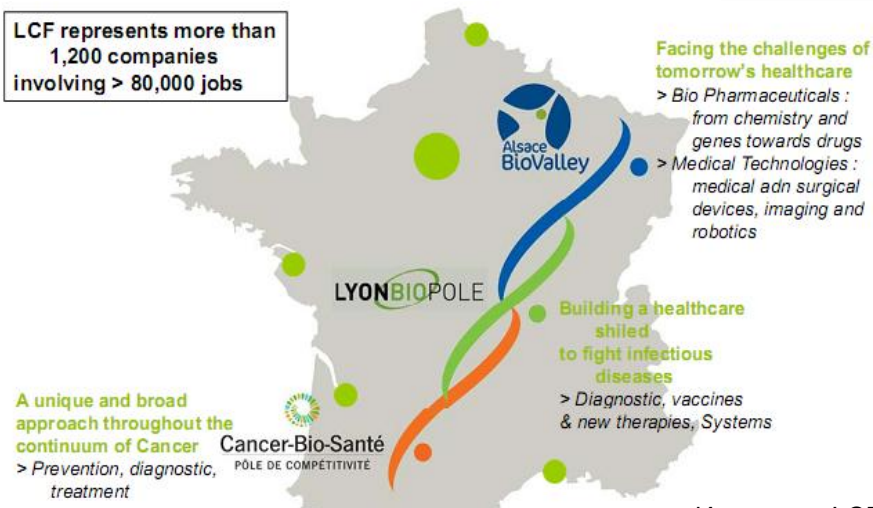 LCF represents more than
1,200 companies
involving > 80,000 jobs
Facing the challenges of
tomorrow's healthcare
> Bio Pharmaceuticals :
from chemistry and
genes towards drugs
> Medical Technologies :
medical adn surgical
devices, imaging and
robotics
Alsace
BioValley
LYONBIOPOLE
Building a healthcare
shiled
to fight infectious
diseases
> Diagnostic, vaccines
& new therapies, Systems
A unique and broad
approach throughout the
continuum of Cancer
> Prevention, diagnostic,
treatment
Cancer-Bio-Santé
PÔLE DE COMPÉTITIVITÉ